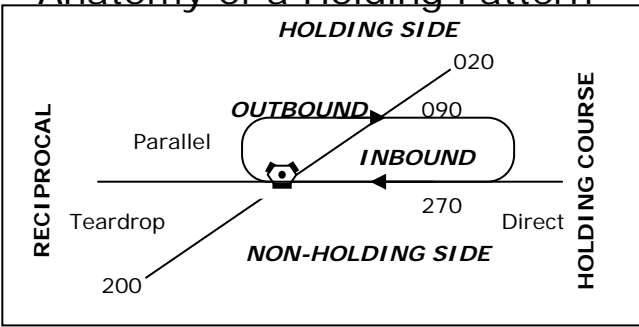 Anatomy of a Holding Pattern
HOLDING SIDE
020
OUTBOUND
090
Parallel
INBOUND
RECIPROCAL
HOLDING COURSE
270
Teardrop
Direct
NON-HOLDING SIDE
200